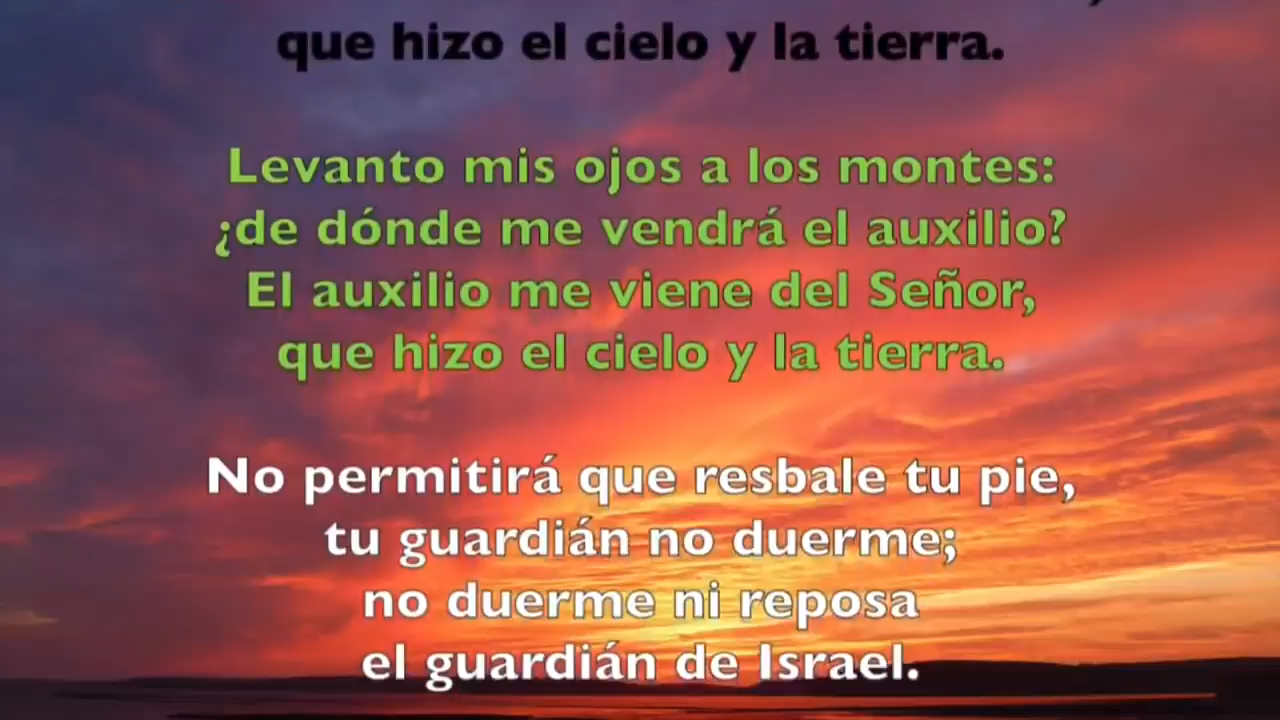 que hizo el cielo y la tierra.
Levanto mis ojos a los montes:
¿de dónde me vendrá el auxilio?
El auxilio me viene del Señor,
que hizo el cielo y la tierra.
No permitirá que resbale tu pie,
tu guardián no duerme;
no duerme ni reposa
el guardián de Israel.